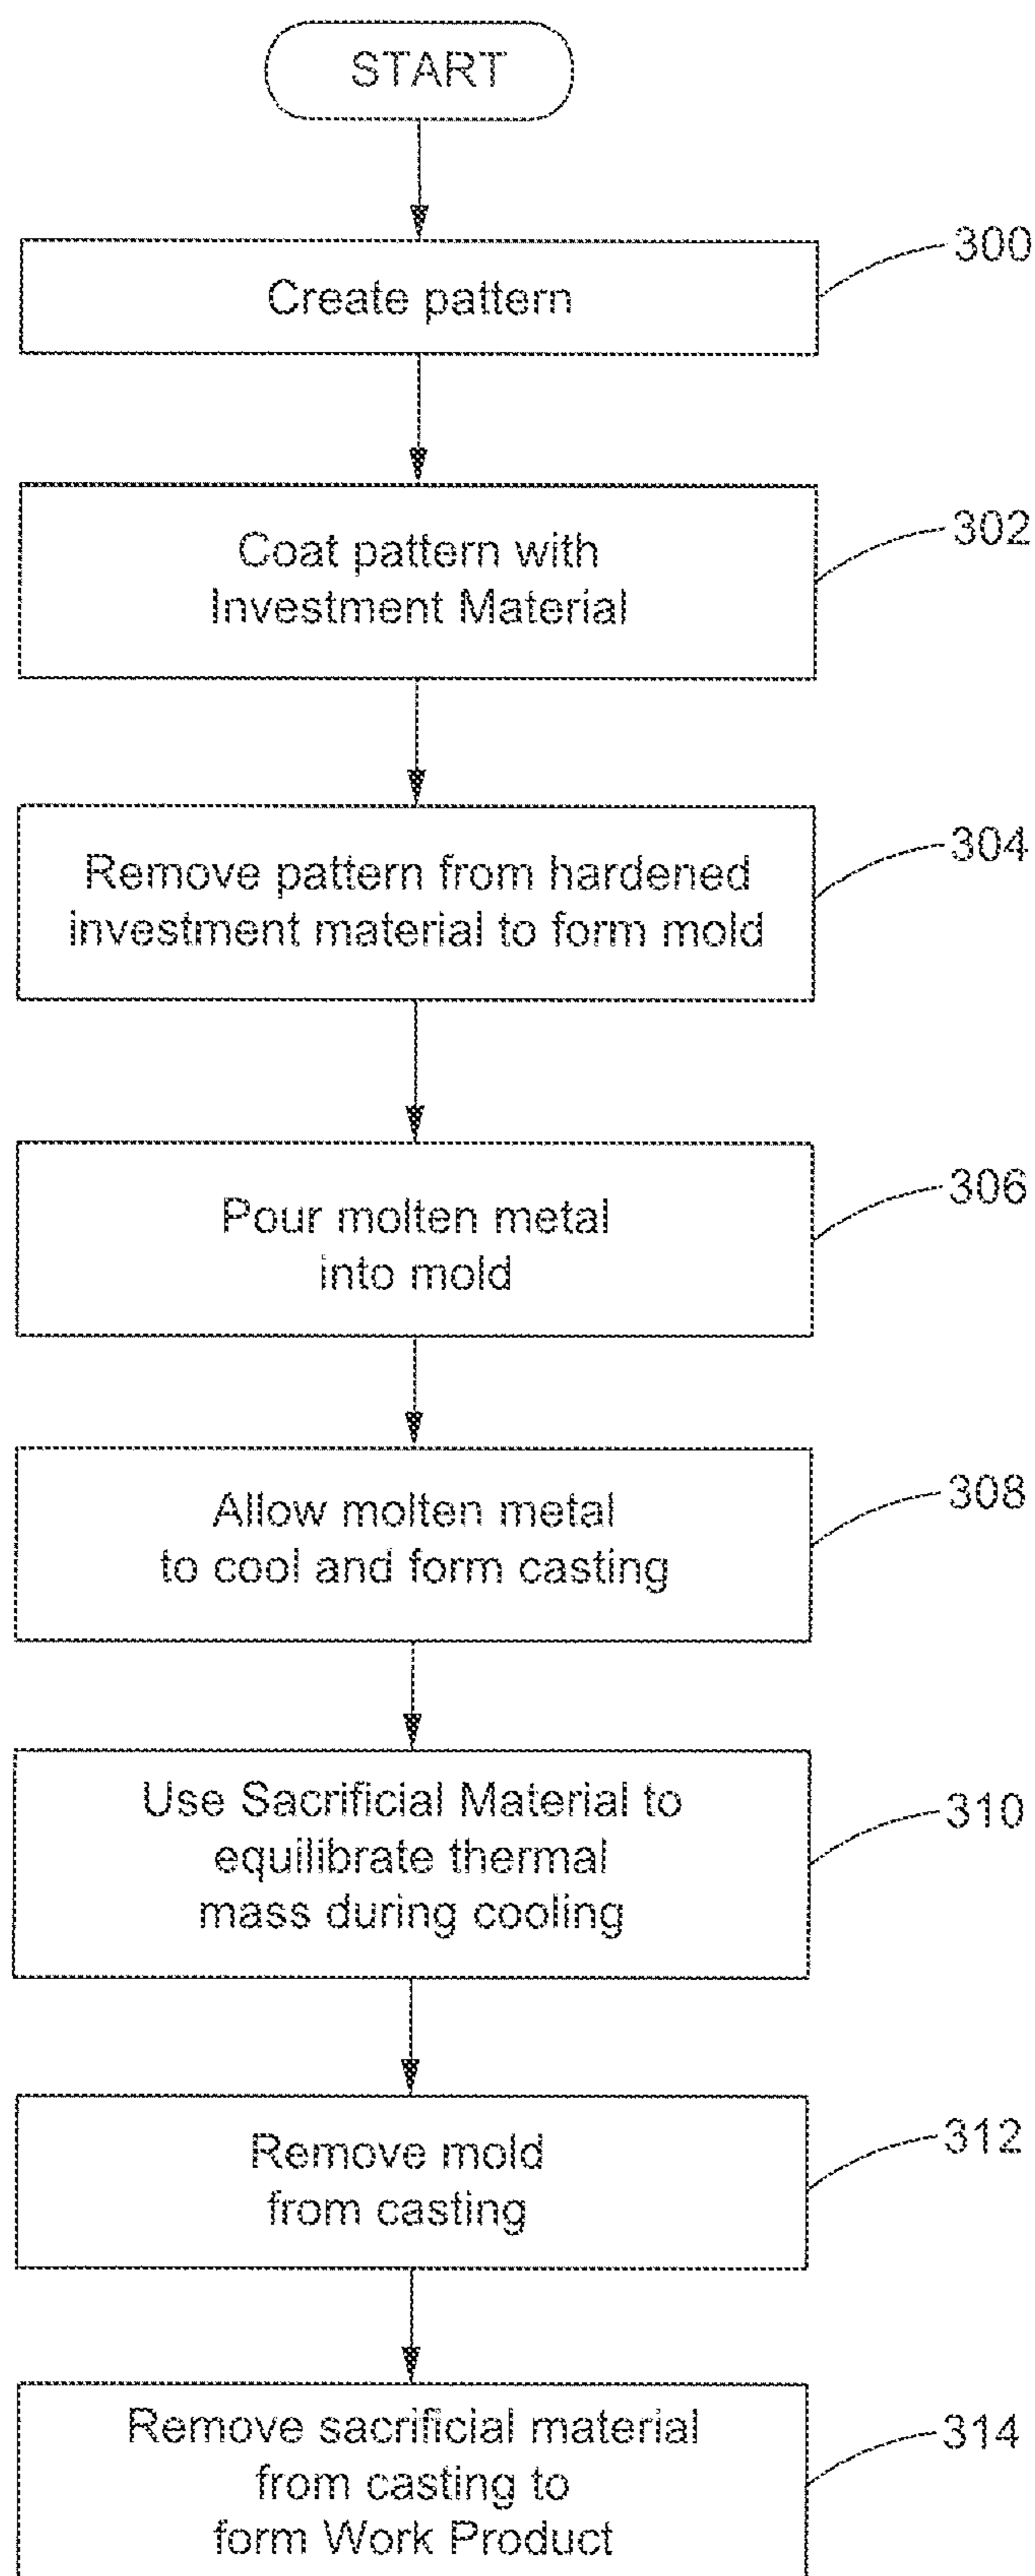 START
300
Create pattern
302
Coat pattern with
Investment Material
304
Remove pattern from hardened
investment material to form mold
306
Pour molten metal
into mold
308
Allow molten metal
to cool and form casting
310
Use Sacrificial Material to
equilibrate thermal
mass during cooling
312
Remove mold
from casting
314
Remove sacrificial material
from casting to
form Work Product